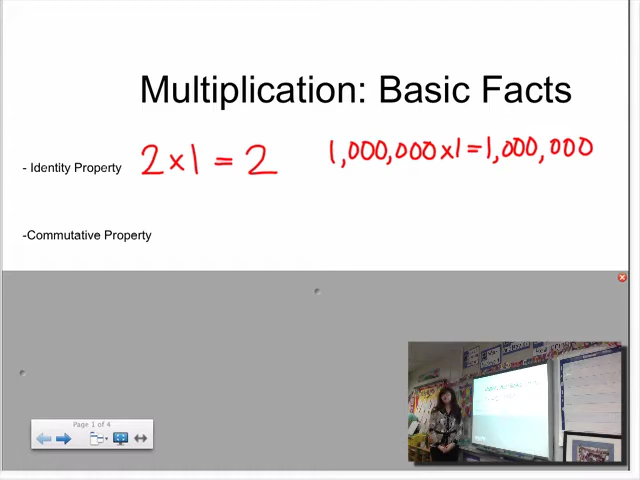 Multiplication: Basic Facts
- Identity Property 2 x 1 = 2 1,000,000 x 1 = 1,000,000
-Commutative Property
Page 1 of 4